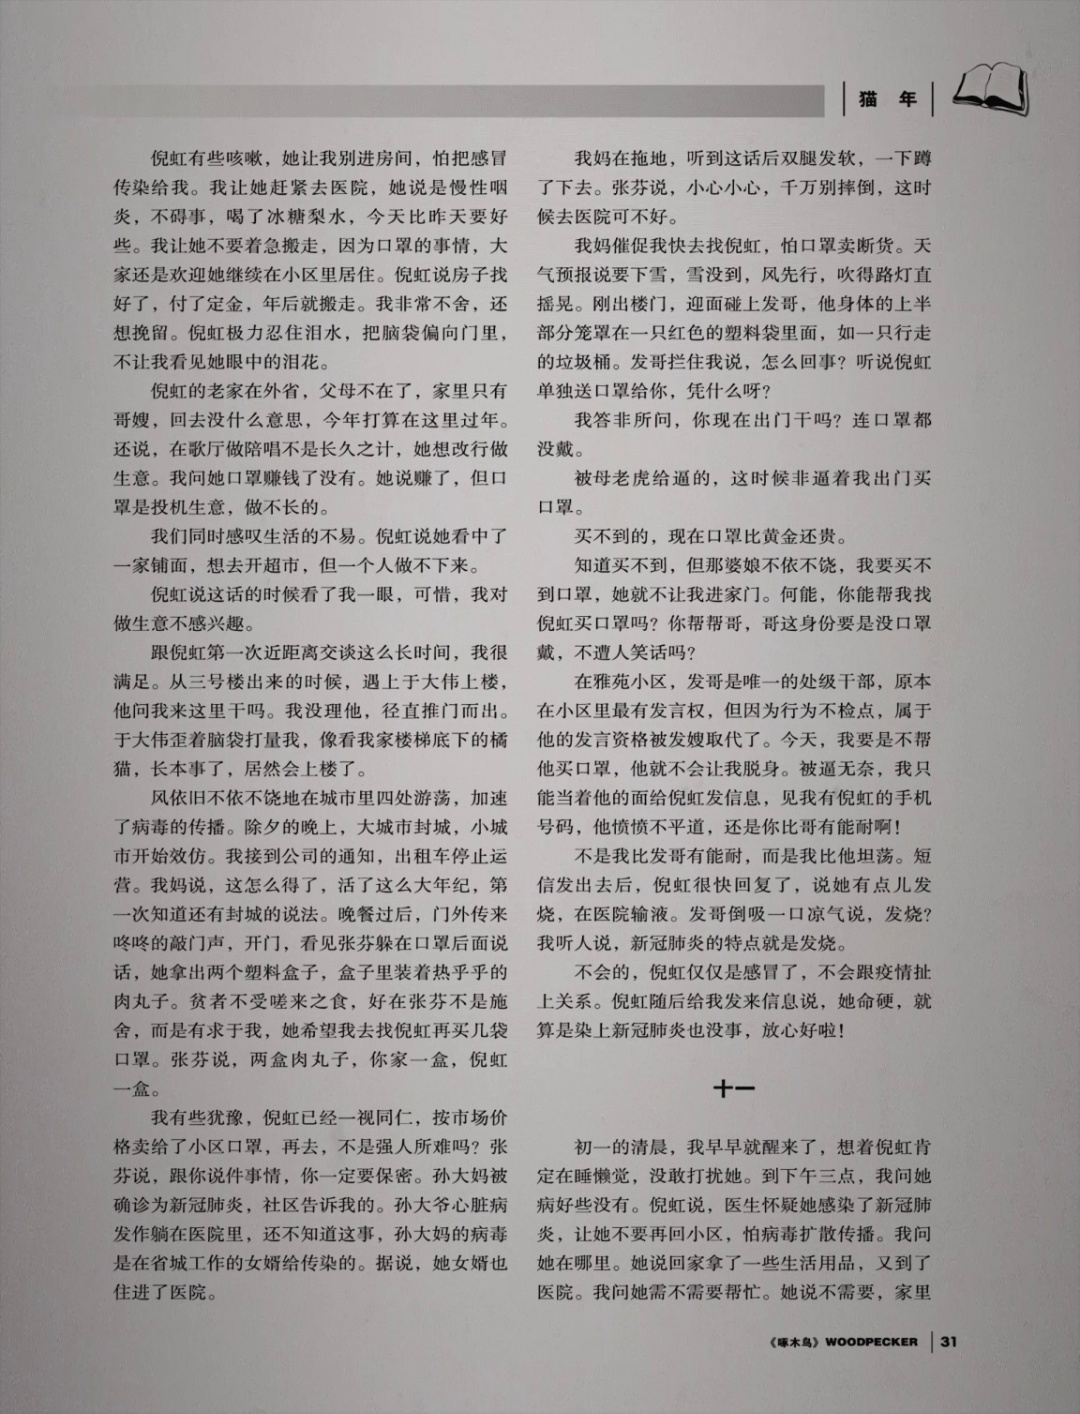 猫 年
倪虹有些咳嗽，她让我别进房间，怕把感冒
传染给我。我让她赶紧去医院，她说是慢性咽
炎，不碍事，喝了冰糖梨水，今天比昨天要好
些。我让她不要着急搬走，因为口罩的事情，大
家还是欢迎她继续在小区里居住。倪虹说房子找
好了，付了定金，年后就搬走。我非常不舍，还
想挽留。倪虹极力忍住泪水，把脑袋偏向门里，
不让我看见她眼中的泪花。
倪虹的老家在外省，父母不在了，家里只有
哥嫂，回去没什么意思，今年打算在这里过年。
还说，在歌厅做陪唱不是长久之计，她想改行做
生意。我问她口罩赚钱了没有。她说赚了，但口
罩是投机生意，做不长的。
我们同时感叹生活的不易。倪虹说她看中了
一家铺面，想去开超市，但一个人做不下来。
倪虹说这话的时候看了我一眼，可惜，我对
做生意不感兴趣。
跟倪虹第一次近距离交谈这么长时间，我很
满足。从三号楼出来的时候，遇上于大伟上楼，
他问我来这里干吗。我没理他，径直推门而出。
于大伟歪着脑袋打量我，像看我家楼梯底下的橘
猫，长本事了，居然会上楼了。
风依旧不依不饶地在城市里四处游荡，加速
了病毒的传播。除夕的晚上，大城市封城，小城
市开始效仿。我接到公司的通知，出租车停止运
营。我妈说，这怎么得了，活了这么大年纪，第
一次知道还有封城的说法。晚餐过后，门外传来
咚咚的敲门声，开门，看见张芬躲在口罩后面说
话，她拿出两个塑料盒子，盒子里装着热乎乎的
肉丸子。贫者不受嗟来之食，好在张芬不是施
舍，而是有求于我，她希望我去找倪虹再买几袋
口罩。张芬说，两盒肉丸子，你家一盒，倪虹
一盒。
我有些犹豫，倪虹已经一视同仁，按市场价
格卖给了小区口罩，再去，不是强人所难吗？张
芬说，跟你说件事情，你一定要保密。孙大妈被
确诊为新冠肺炎，社区告诉我的。孙大爷心脏病
发作躺在医院里，还不知道这事，孙大妈的病毒
是在省城工作的女婿给传染的。据说，她女婿也
住进了医院。
我妈在拖地，听到这话后双腿发软，一下蹲
了下去。张芬说，小心小心，千万别摔倒，这时
候去医院可不好。
我妈催促我快去找倪虹，怕口罩卖断货。天
气预报说要下雪，雪没到，风先行，吹得路灯直
摇晃。刚出楼门，迎面碰上发哥，他身体的上半
部分笼罩在一只红色的塑料袋里面，如一只行走
的垃圾桶。发哥拦住我说，怎么回事？听说倪虹
单独送口罩给你，凭什么呀？
我答非所问，你现在出门干吗？连口罩都
没戴。
被母老虎给逼的，这时候非逼着我出门买
口罩。
买不到的，现在口罩比黄金还贵。
知道买不到，但那婆娘不依不饶，我要买不
到口罩，她就不让我进家门。何能，你能帮我找
倪虹买口罩吗？你帮帮哥，哥这身份要是没口罩
戴，不遭人笑话吗？
在雅苑小区，发哥是唯一的处级干部，原本
在小区里最有发言权，但因为行为不检点，属于
他的发言资格被发嫂取代了。今天，我要是不帮
他买口罩，他就不会让我脱身。被逼无奈，我只
能当着他的面给倪虹发信息，见我有倪虹的手机
号码，他愤愤不平道，还是你比哥有能耐啊！
不是我比发哥有能耐，而是我比他坦荡。短
信发出去后，倪虹很快回复了，说她有点儿发
烧，在医院输液。发哥倒吸一口凉气说，发烧？
我听人说，新冠肺炎的特点就是发烧。
不会的，倪虹仅仅是感冒了，不会跟疫情扯
上关系。倪虹随后给我发来信息说，她命硬，就
算是染上新冠肺炎也没事，放心好啦！
十一
初一的清晨，我早早就醒来了，想着倪虹肯
定在睡懒觉，没敢打扰她。到下午三点，我问她
病好些没有。倪虹说，医生怀疑她感染了新冠肺
炎，让她不要再回小区，怕病毒扩散传播。我问
她在哪里。她说回家拿了一些生活用品，又到了
医院。我问她需不需要帮忙。她说不需要，家里
《啄木鸟》WOODPECKER 31